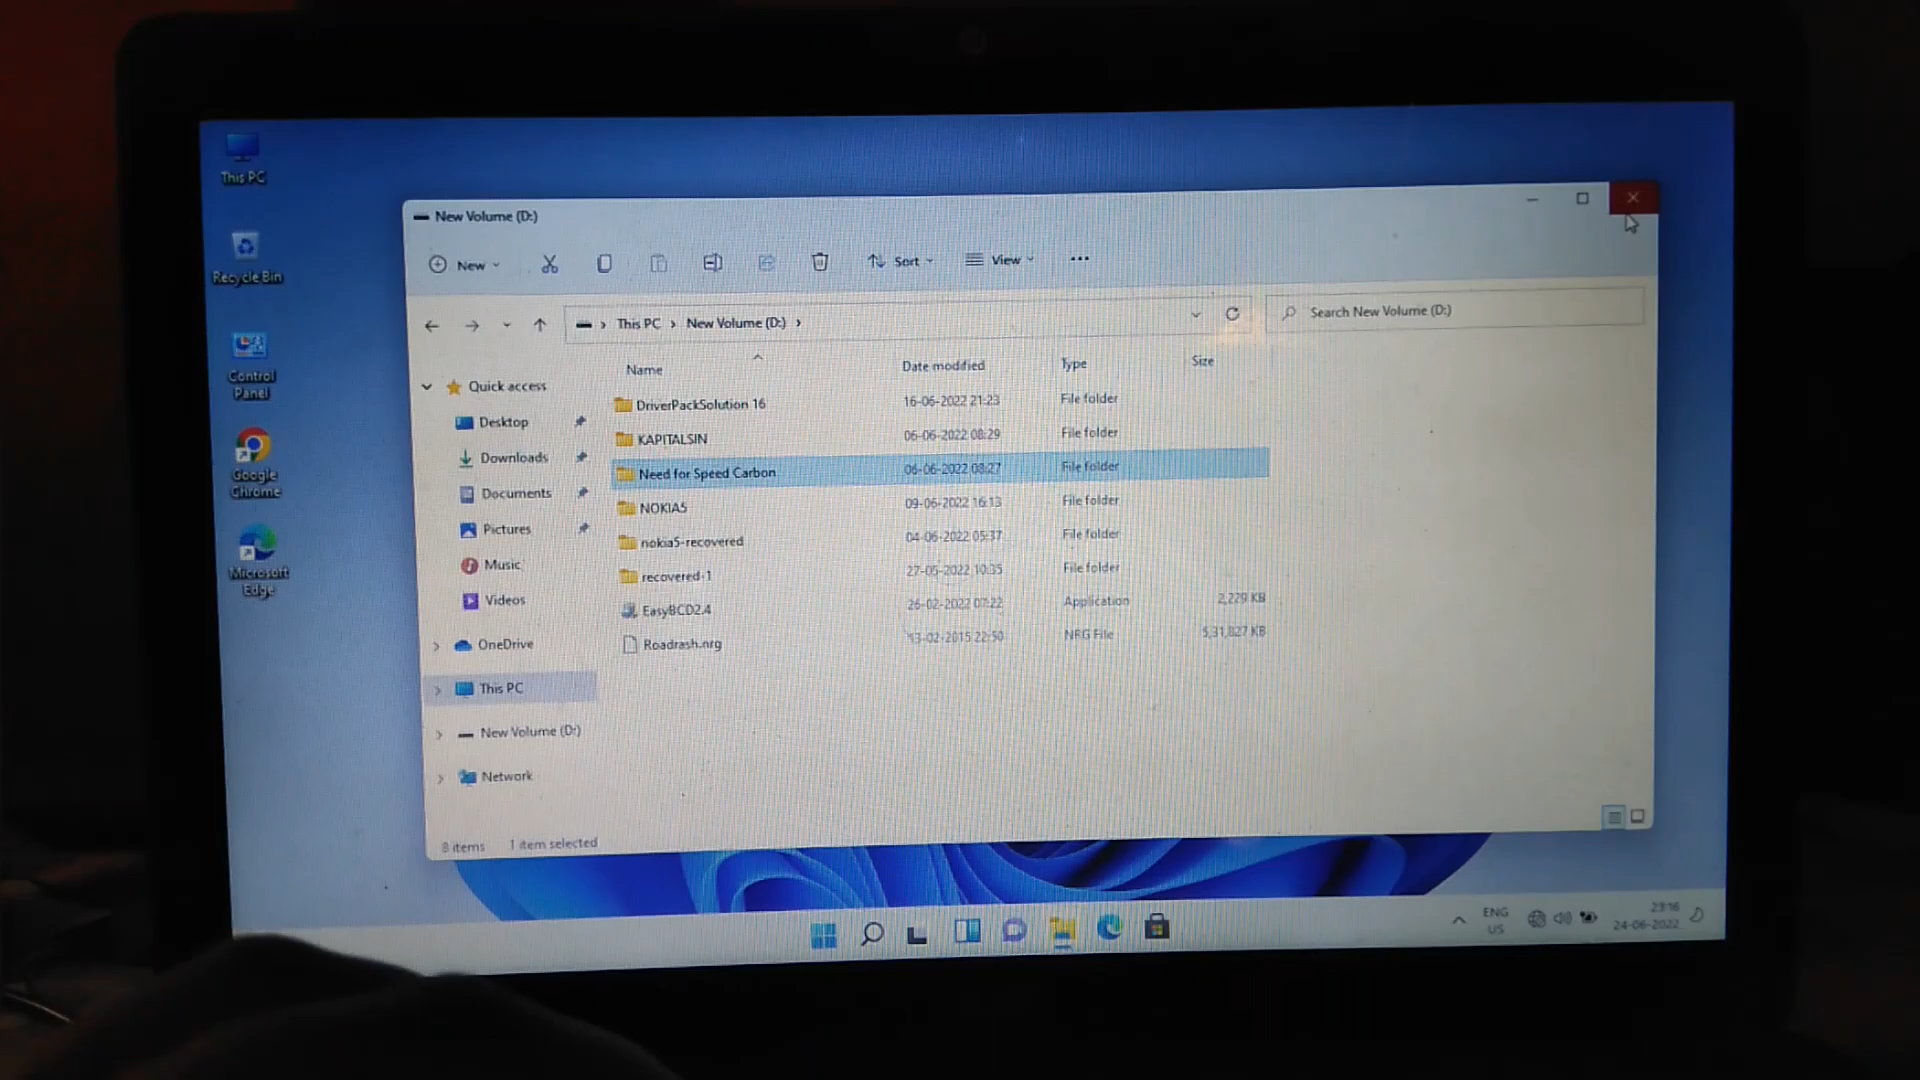 This PC
Recycle Bin
Control
Panel
Google
Chrome
Microsoft
Edge
New Volume (D:)
New
Sort
View
This PC > New Volume (D:) >
Search New Volume (D:)
Name Date modified Type Size
Quick access
Desktop
Downloads
Documents
Pictures
Music
Videos
OneDrive
This PC
New Volume (D:)
Network
DriverPackSolution 16 16-06-2022 21:23 File folder
KAPITALSIN 06-06-2022 08:29 File folder
Need for Speed Carbon 06-06-2022 08:27 File folder
NOKIA5 09-06-2022 16:13 File folder
nokia5-recovered 04-06-2022 05:37 File folder
recovered-1 27-05-2022 10:35 File folder
EasyBCD2.4 26-02-2022 07:22 Application 2,229 KB
Roadrash.nrg 13-02-2015 22:50 NRG File 5,31,827 KB
8 items 1 item selected
ENG
US
23:16
24-06-2022